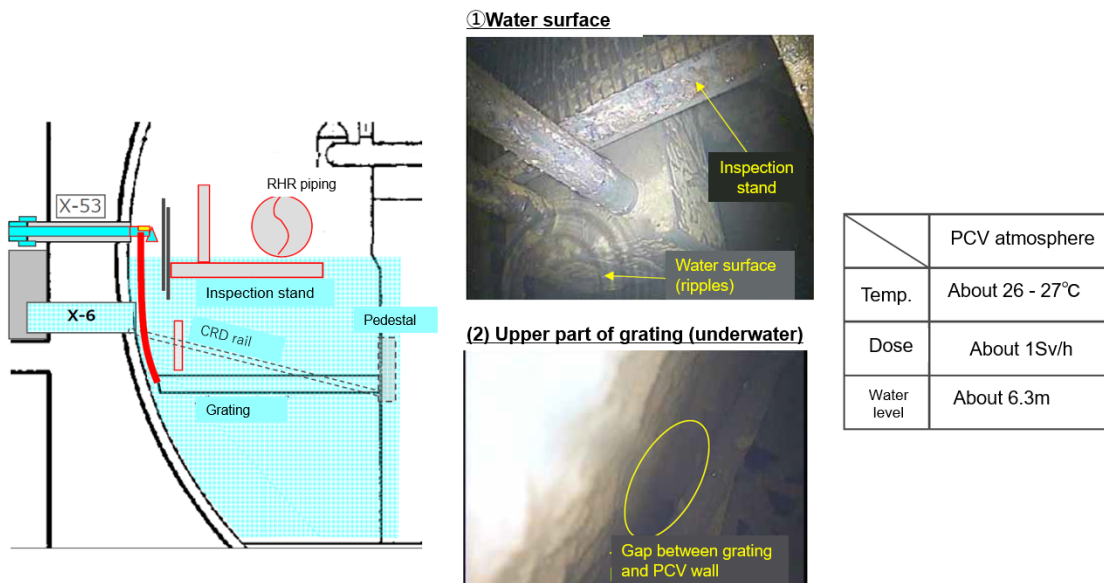 X-53
RHR piping
Inspection stand
X-6
CRD rail
Pedestal
Grating
①Water surface
Inspection
stand
Water surface
(ripples)
(2) Upper part of grating (underwater)
Gap between grating
and PCV wall
PCV atmosphere
Temp.
About 26 - 27℃
Dose
About 1Sv/h
Water
level
About 6.3m